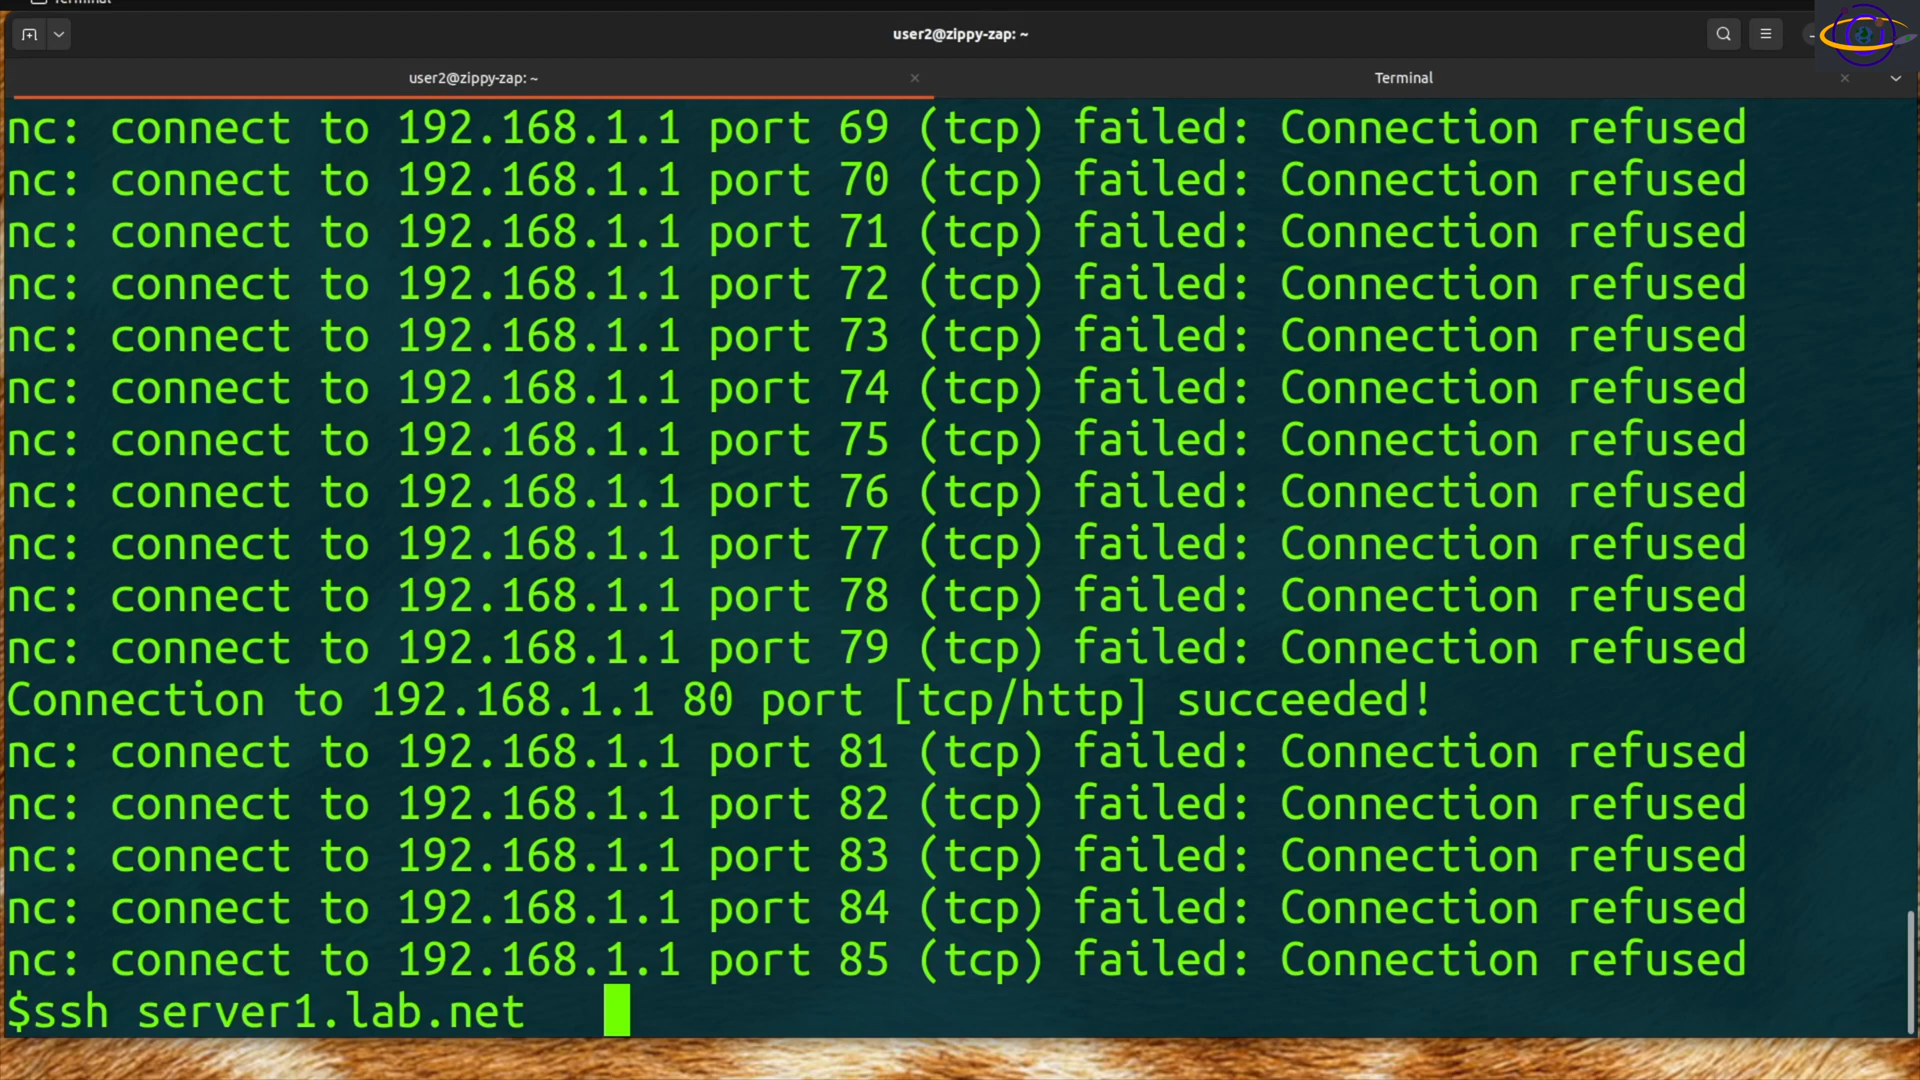 Terminal
user2@zippy-zap: ~
user2@zippy-zap: ~
Terminal
nc: connect to 192.168.1.1 port 69 (tcp) failed: Connection refused
nc: connect to 192.168.1.1 port 70 (tcp) failed: Connection refused
nc: connect to 192.168.1.1 port 71 (tcp) failed: Connection refused
nc: connect to 192.168.1.1 port 72 (tcp) failed: Connection refused
nc: connect to 192.168.1.1 port 73 (tcp) failed: Connection refused
nc: connect to 192.168.1.1 port 74 (tcp) failed: Connection refused
nc: connect to 192.168.1.1 port 75 (tcp) failed: Connection refused
nc: connect to 192.168.1.1 port 76 (tcp) failed: Connection refused
nc: connect to 192.168.1.1 port 77 (tcp) failed: Connection refused
nc: connect to 192.168.1.1 port 78 (tcp) failed: Connection refused
nc: connect to 192.168.1.1 port 79 (tcp) failed: Connection refused
Connection to 192.168.1.1 80 port [tcp/http] succeeded!
nc: connect to 192.168.1.1 port 81 (tcp) failed: Connection refused
nc: connect to 192.168.1.1 port 82 (tcp) failed: Connection refused
nc: connect to 192.168.1.1 port 83 (tcp) failed: Connection refused
nc: connect to 192.168.1.1 port 84 (tcp) failed: Connection refused
nc: connect to 192.168.1.1 port 85 (tcp) failed: Connection refused
$ssh server1.lab.net